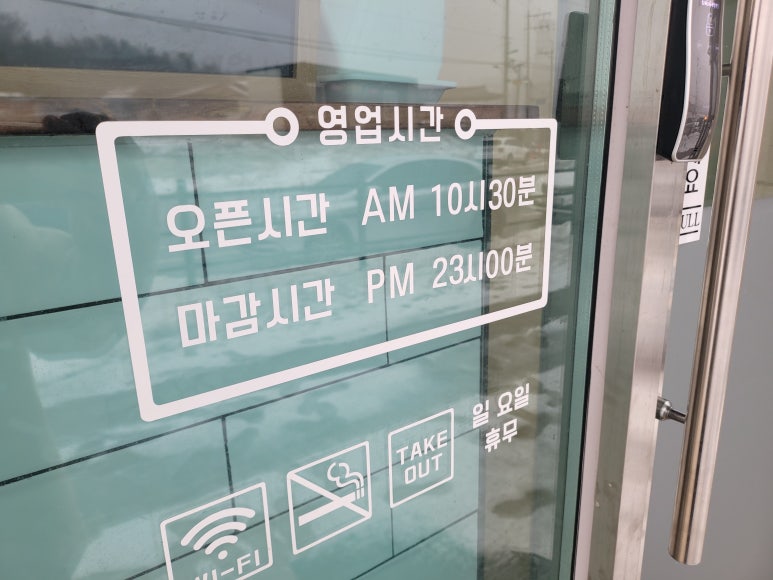 영업시간
오픈시간 AM 10시30분
마감시간 PM 23시00분
일 요일
휴무
TAKE
OUT
WI-FI